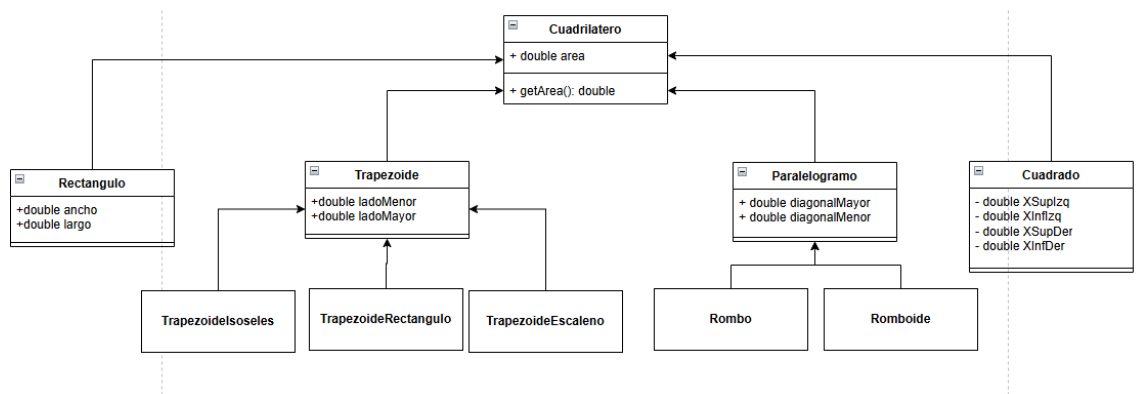 Cuadrilatero
+ double area
+ getArea(): double
Rectangulo
+double ancho
+double largo
Trapezoide
+double ladoMenor
+double ladoMayor
Paralelogramo
+ double diagonalMayor
+ double diagonalMenor
Cuadrado
- double XSupIzq
- double XInfIzq
- double XSupDer
- double XInfDer
TrapezoideIsoseles
TrapezoideRectangulo
TrapezoideEscaleno
Rombo
Romboide